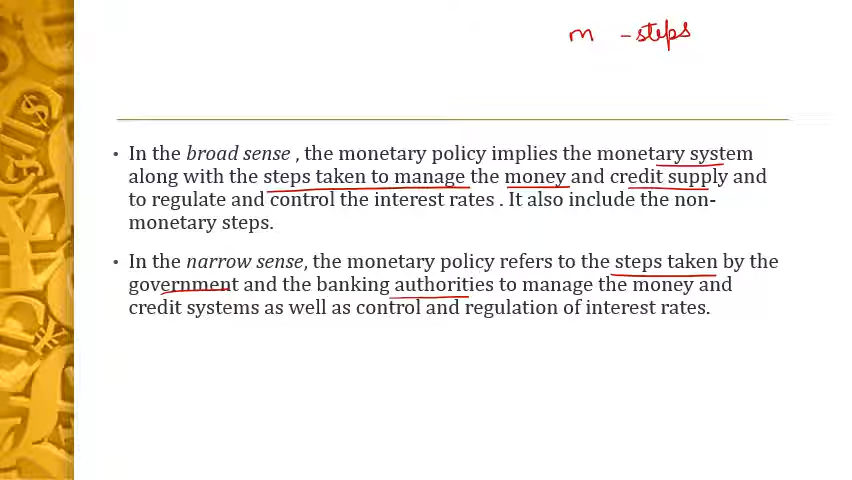 m – steps
• In the broad sense , the monetary policy implies the monetary system
along with the steps taken to manage the money and credit supply and
to regulate and control the interest rates . It also include the non-
monetary steps.
• In the narrow sense, the monetary policy refers to the steps taken by the
government and the banking authorities to manage the money and
credit systems as well as control and regulation of interest rates.